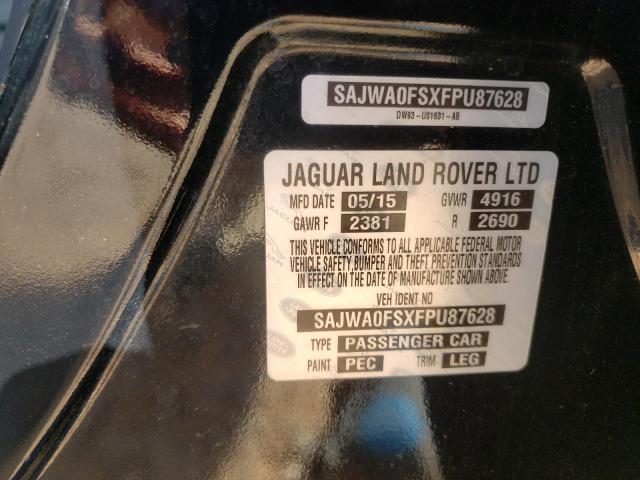 SAJWA0FSXFPU87628
DW93-U01631-AB
JAGUAR LAND ROVER LTD
MFD DATE 05/15 GVWR 4916
GAWR F 2381 R 2690
THIS VEHICLE CONFORMS TO ALL APPLICABLE FEDERAL MOTOR
VEHICLE SAFETY,BUMPER AND THEFT PREVENTION STANDARDS
IN EFFECT ON THE DATE OF MANUFACTURE SHOWN ABOVE.
VEH IDENT NO
SAJWA0FSXFPU87628
TYPE PASSENGER CAR
PAINT PEC TRIM LEG